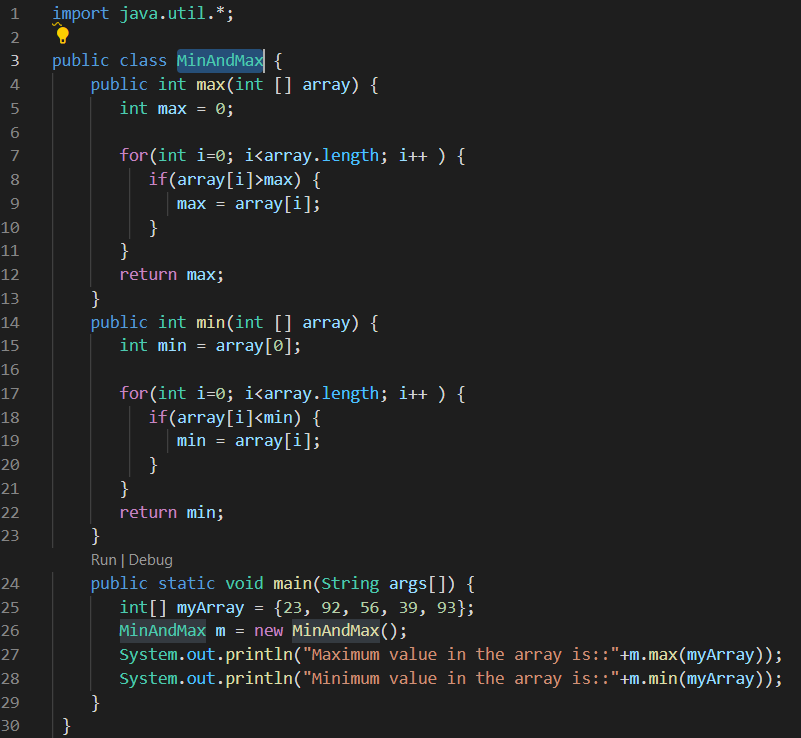 1 import java.util.*;
2
3 public class MinAndMax {
4 public int max(int [] array) {
5 int max = 0;
6
7 for(int i=0; i<array.length; i++ ) {
8 if(array[i]>max) {
9 max = array[i];
10 }
11 }
12 return max;
13 }
14 public int min(int [] array) {
15 int min = array[0];
16
17 for(int i=0; i<array.length; i++ ) {
18 if(array[i]<min) {
19 min = array[i];
20 }
21 }
22 return min;
23 }
Run | Debug
24 public static void main(String args[]) {
25 int[] myArray = {23, 92, 56, 39, 93};
26 MinAndMax m = new MinAndMax();
27 System.out.println("Maximum value in the array is::"+m.max(myArray));
28 System.out.println("Minimum value in the array is::"+m.min(myArray));
29 }
30 }